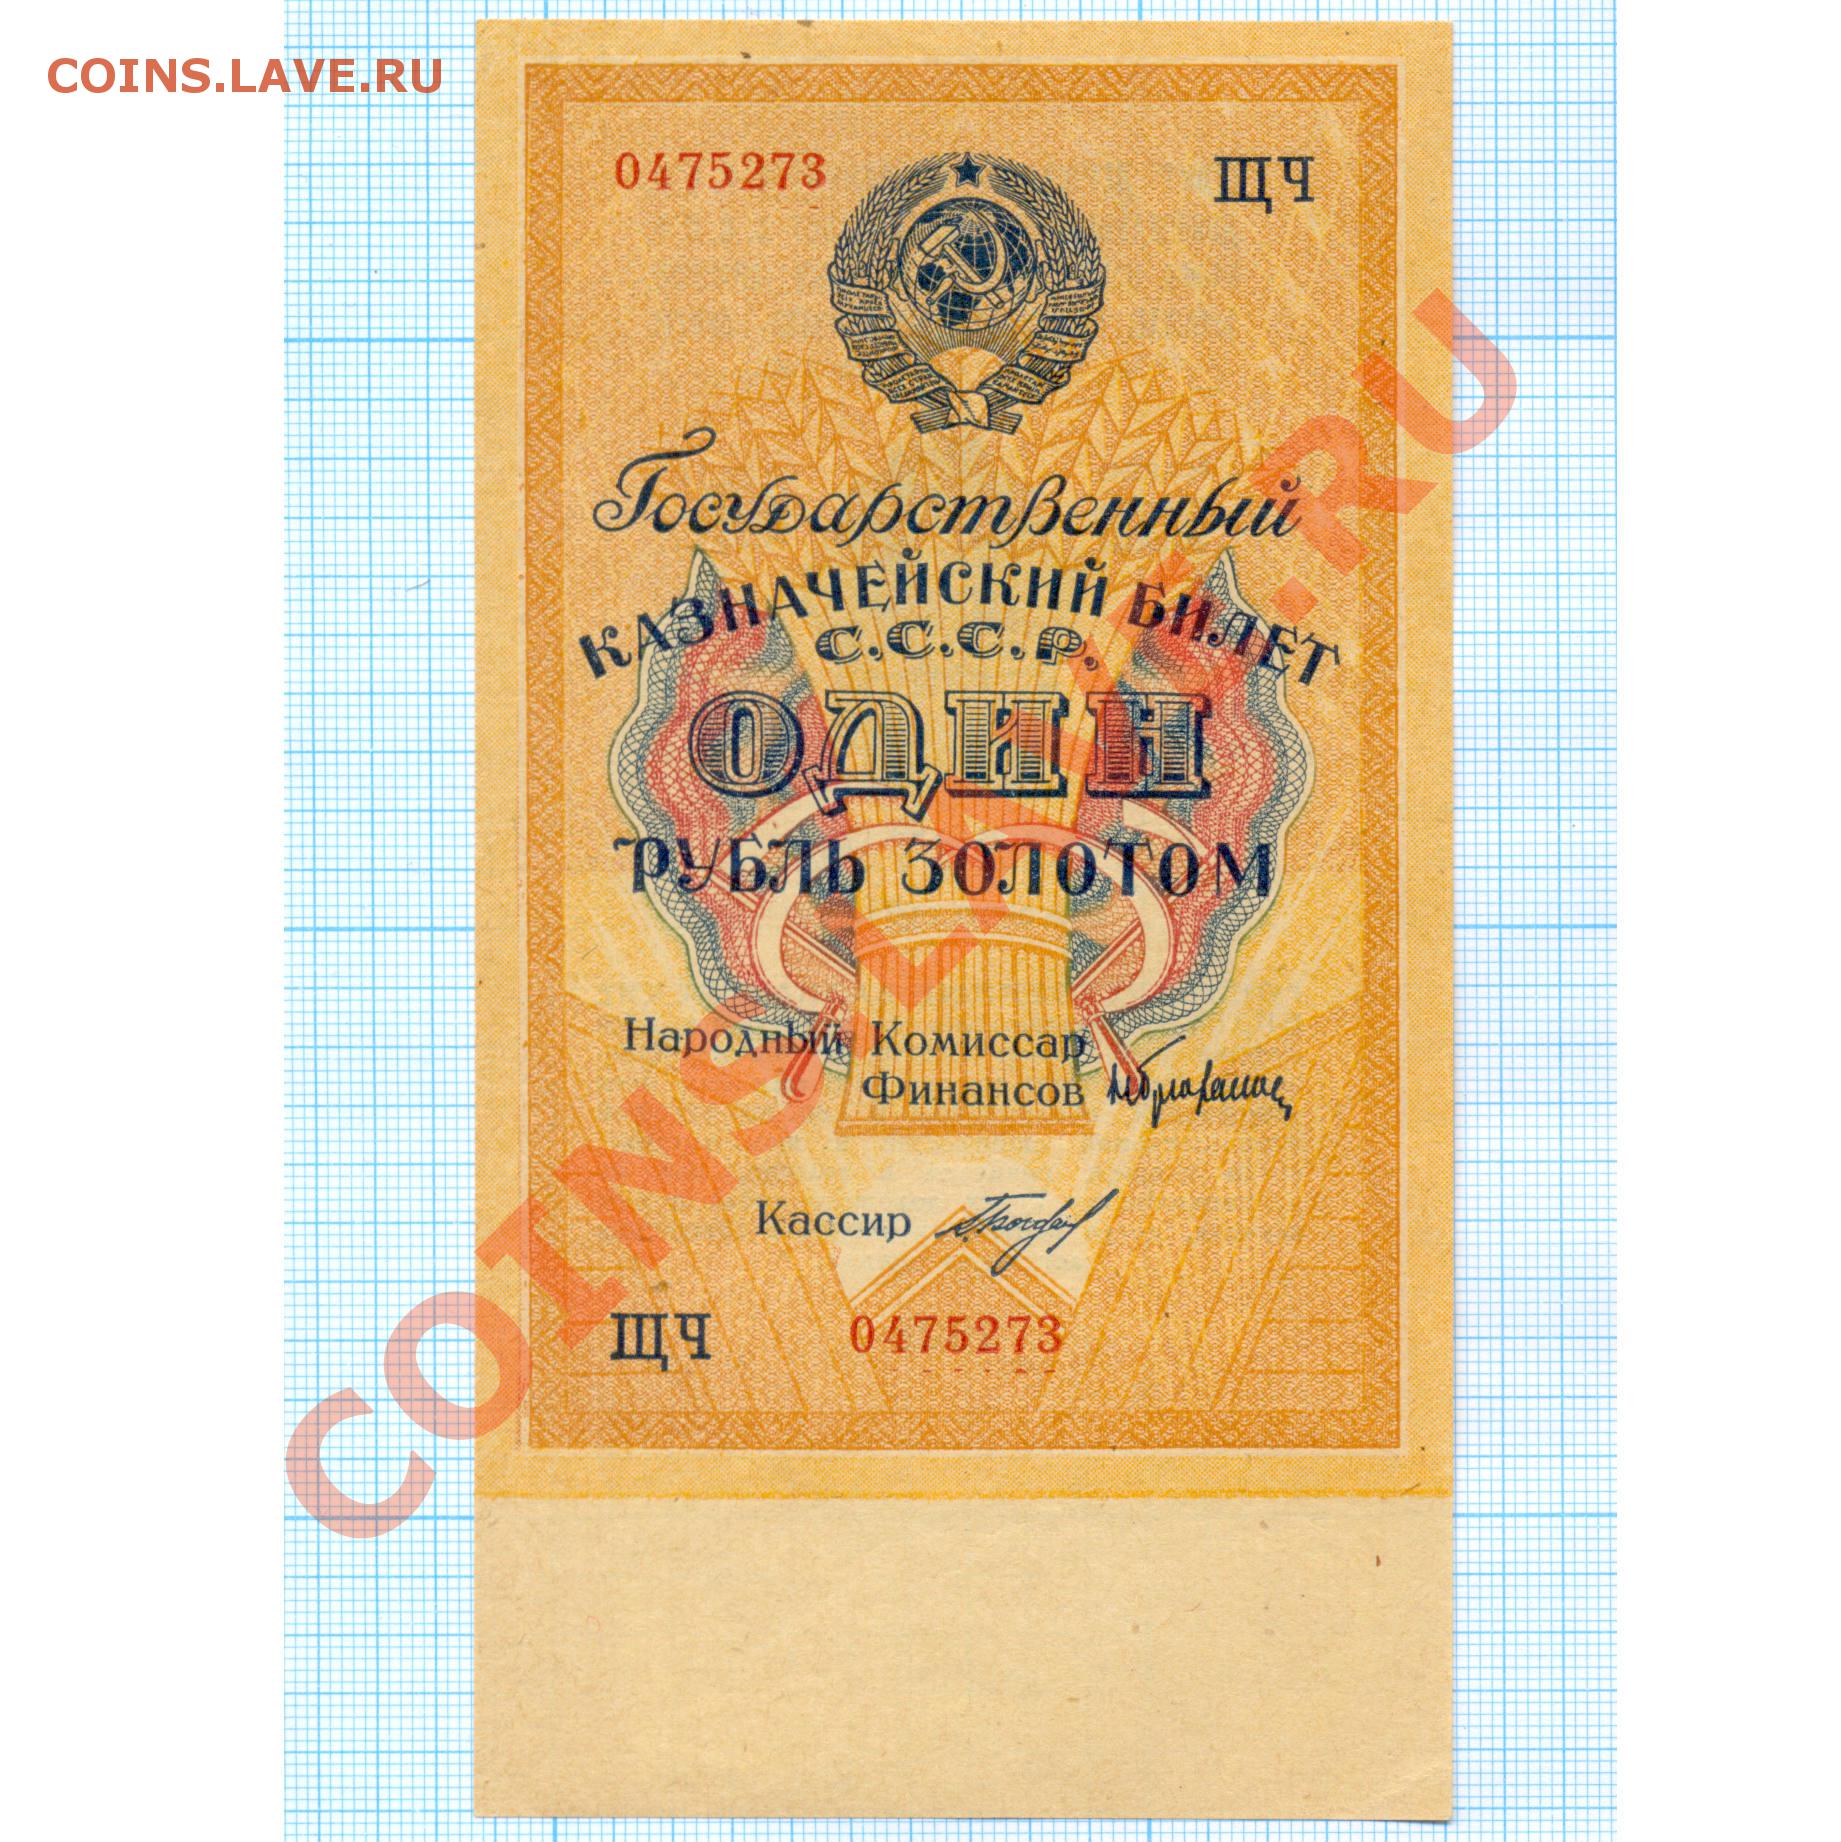 COINS.LAVE.RU
0475273 ЩЧ
Государственный
КАЗНАЧЕЙСКИЙ БИЛЕТ
С.С.С.Р.
ОДИН
РУБЛЬ ЗОЛОТОМ
Народный Комиссар
Финансов
Кассир
ЩЧ 0475273
COINS.LAVE.RU